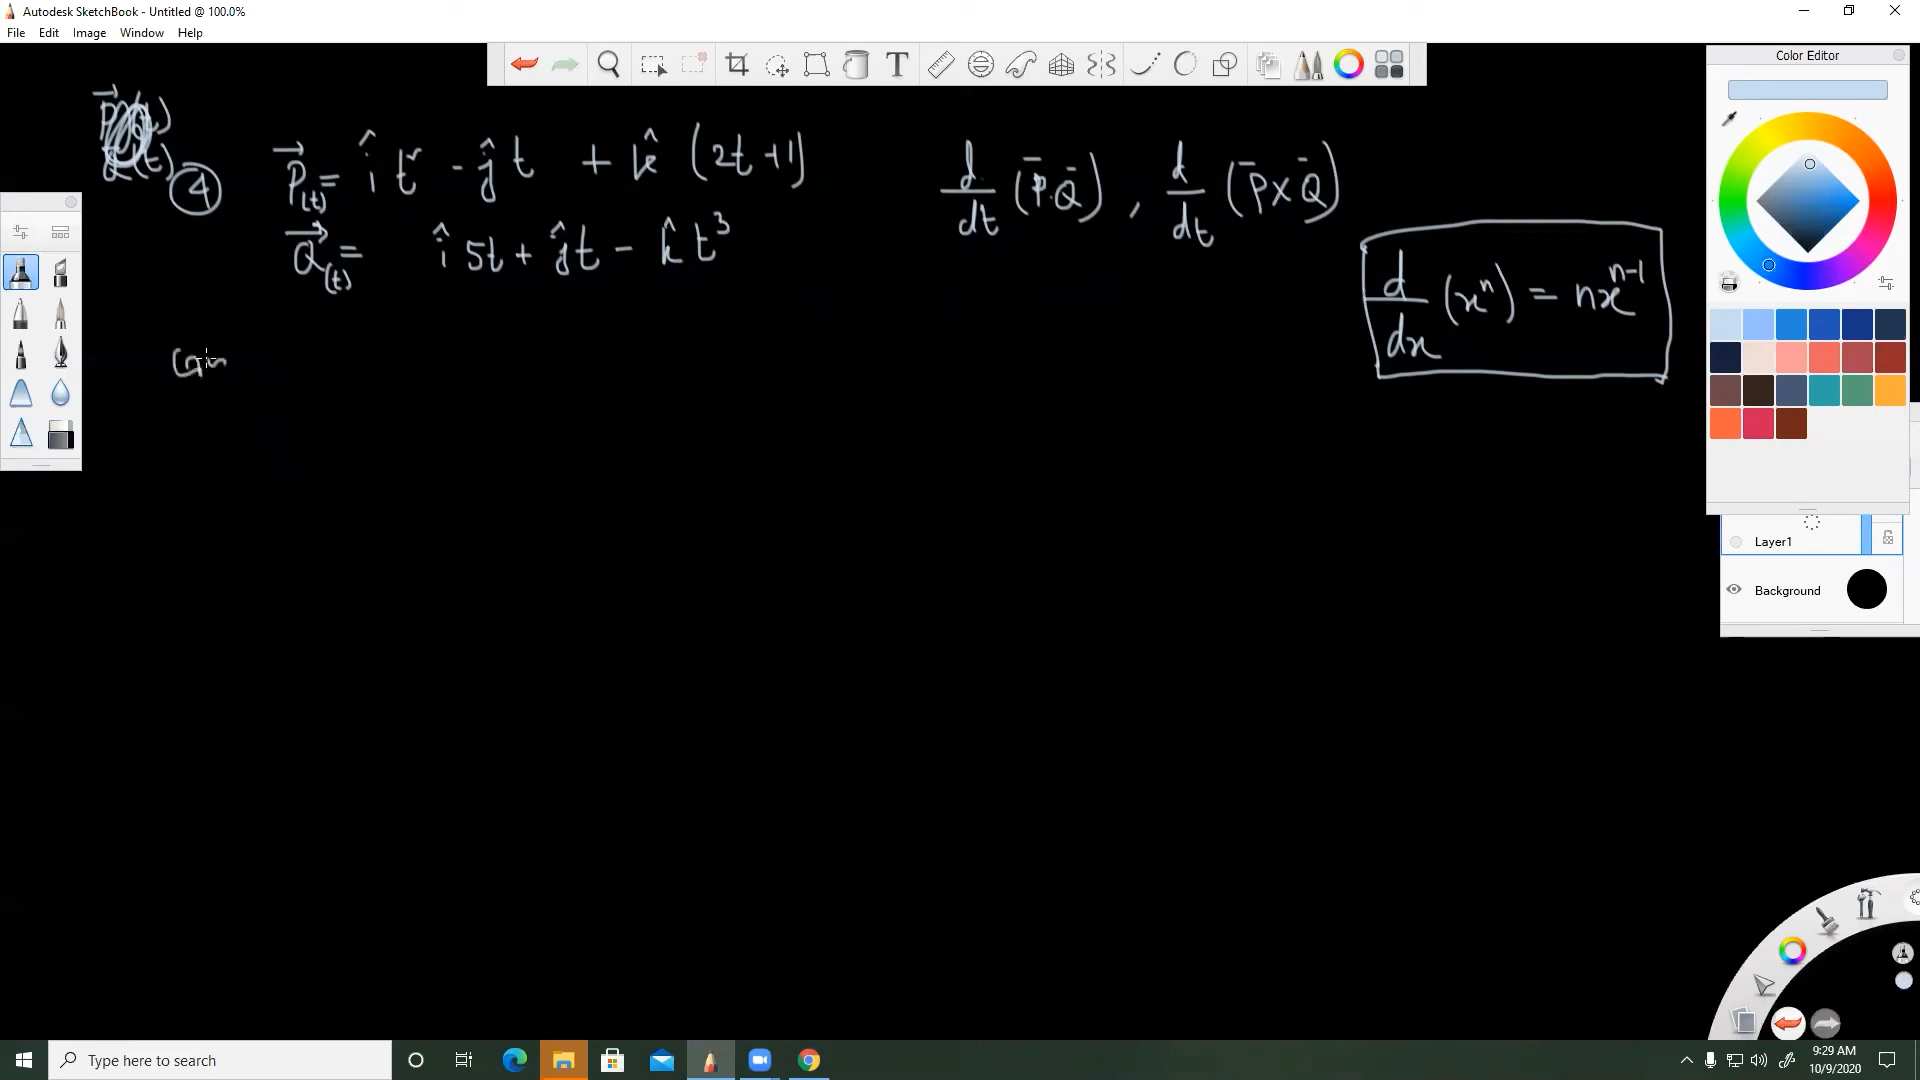 Autodesk SketchBook - Untitled @ 100.0%
File Edit Image Window Help
Color Editor
④ P⃗(t) = î t² - ĵ t + k̂ (2t+1)
Q⃗(t) = î 5t + ĵ t - k̂ t³
d/dt (P̄.Q̄) , d/dt (P̄×Q̄)
d/dx (xⁿ) = nxⁿ⁻¹
Layer1
Background
Type here to search
9:29 AM
10/9/2020